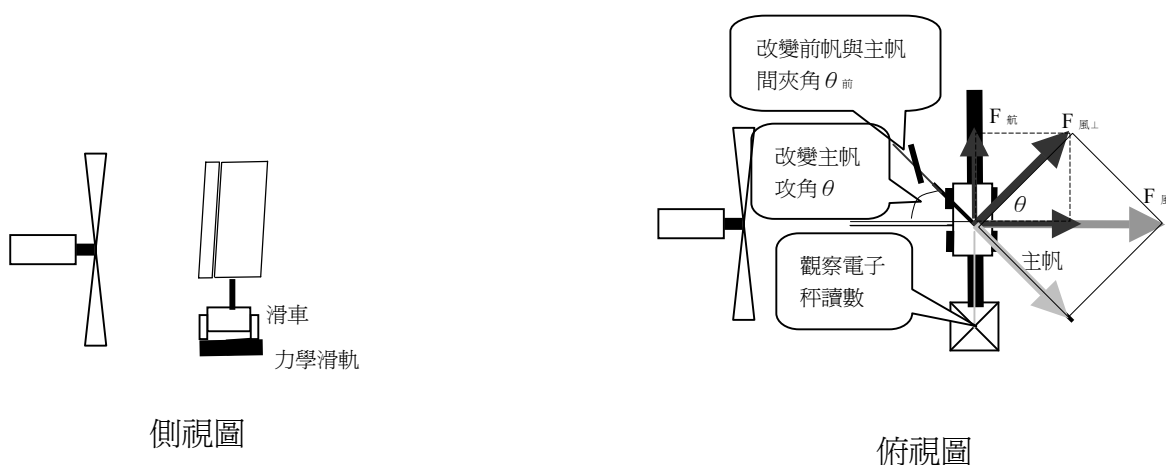 改變前帆與主帆
間夾角θ前
F航
F風⊥
改變主帆
攻角θ
θ
F風
觀察電子
秤讀數
主帆
滑車
力學滑軌
側視圖
俯視圖